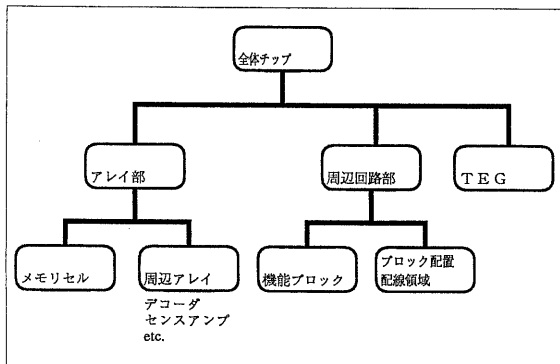 全体チップ
アレイ部
周辺回路部
ＴＥＧ
メモリセル
周辺アレイ
機能ブロック
ブロック配置
配線領域
デコーダ
センスアンプ
etc.